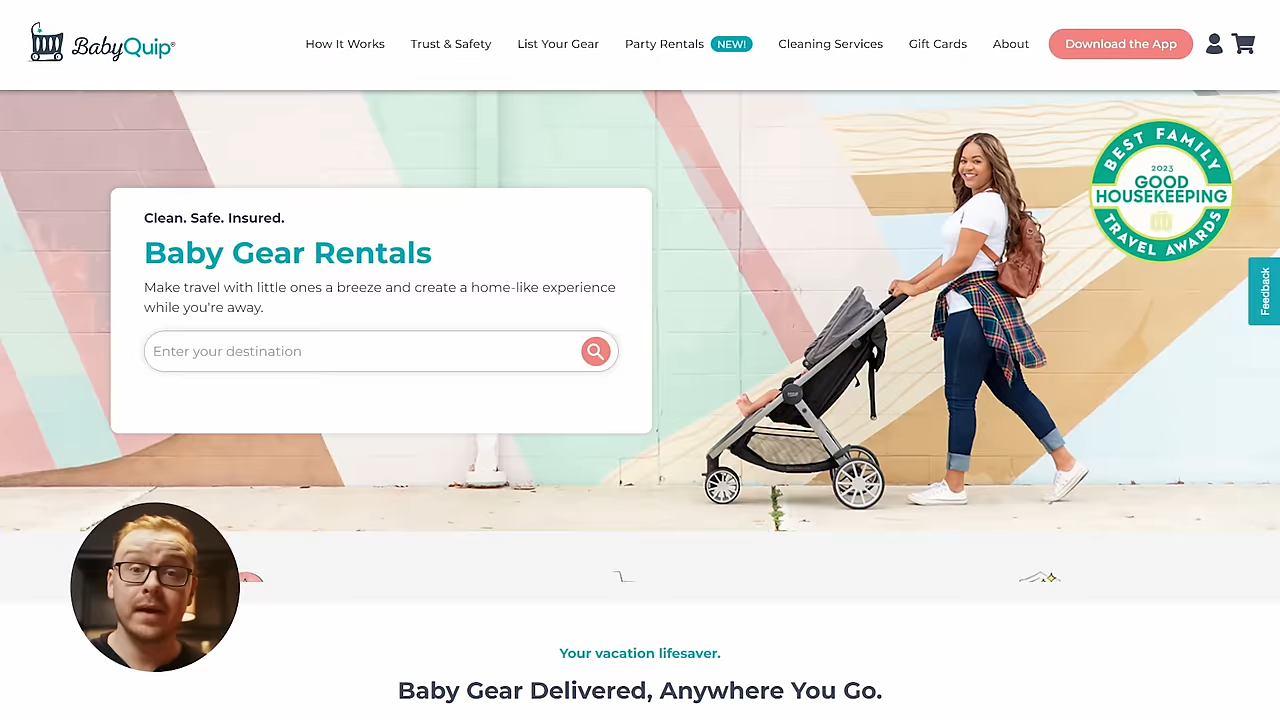 BabyQuip®
How It Works
Trust & Safety
List Your Gear
Party Rentals NEW!
Cleaning Services
Gift Cards
About
Download the App
BEST FAMILY
2023
GOOD
HOUSEKEEPING
TRAVEL AWARDS
Clean. Safe. Insured.
Baby Gear Rentals
Make travel with little ones a breeze and create a home-like experience
while you're away.
Enter your destination
Feedback
Your vacation lifesaver.
Baby Gear Delivered, Anywhere You Go.